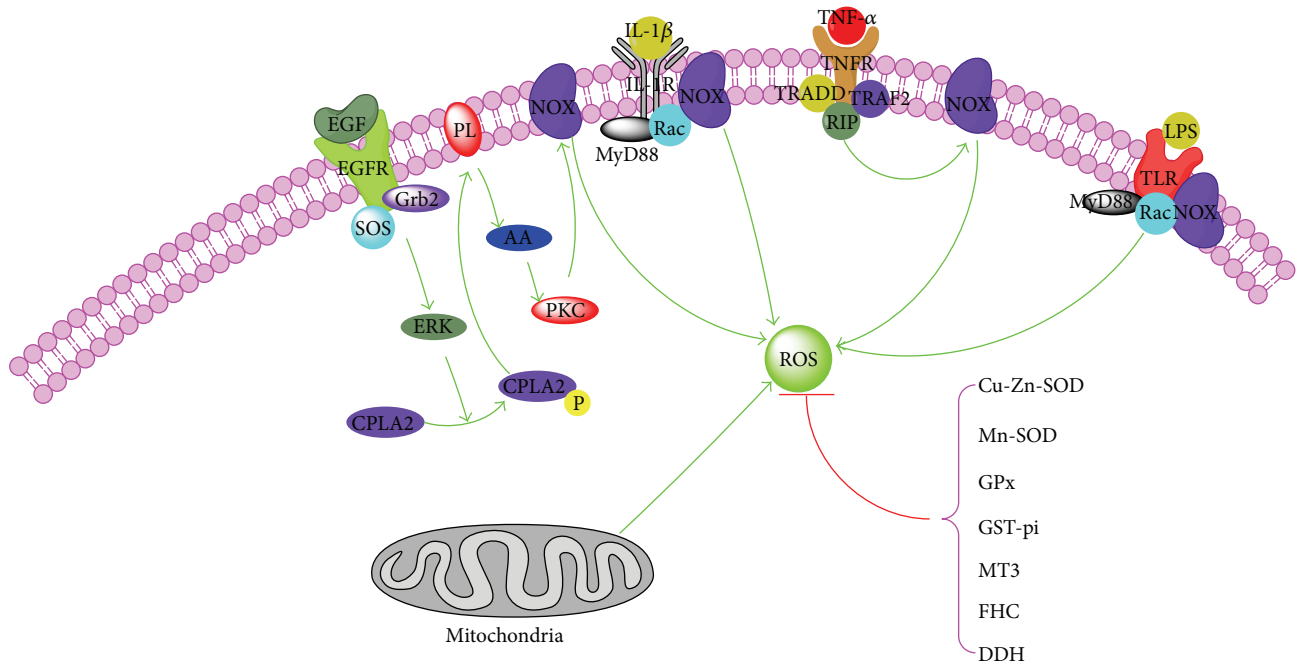 TNF-α
IL-1β
TNFR
IL-1R
NOX
NOX
NOX
TRADD
TRAF2
RIP
EGF
PL
Rac
LPS
MyD88
EGFR
TLR
Grb2
MyD88
Rac
NOX
SOS
AA
PKC
ERK
ROS
CPLA2
P
CPLA2
Cu-Zn-SOD
Mn-SOD
GPx
GST-pi
MT3
FHC
DDH
Mitochondria